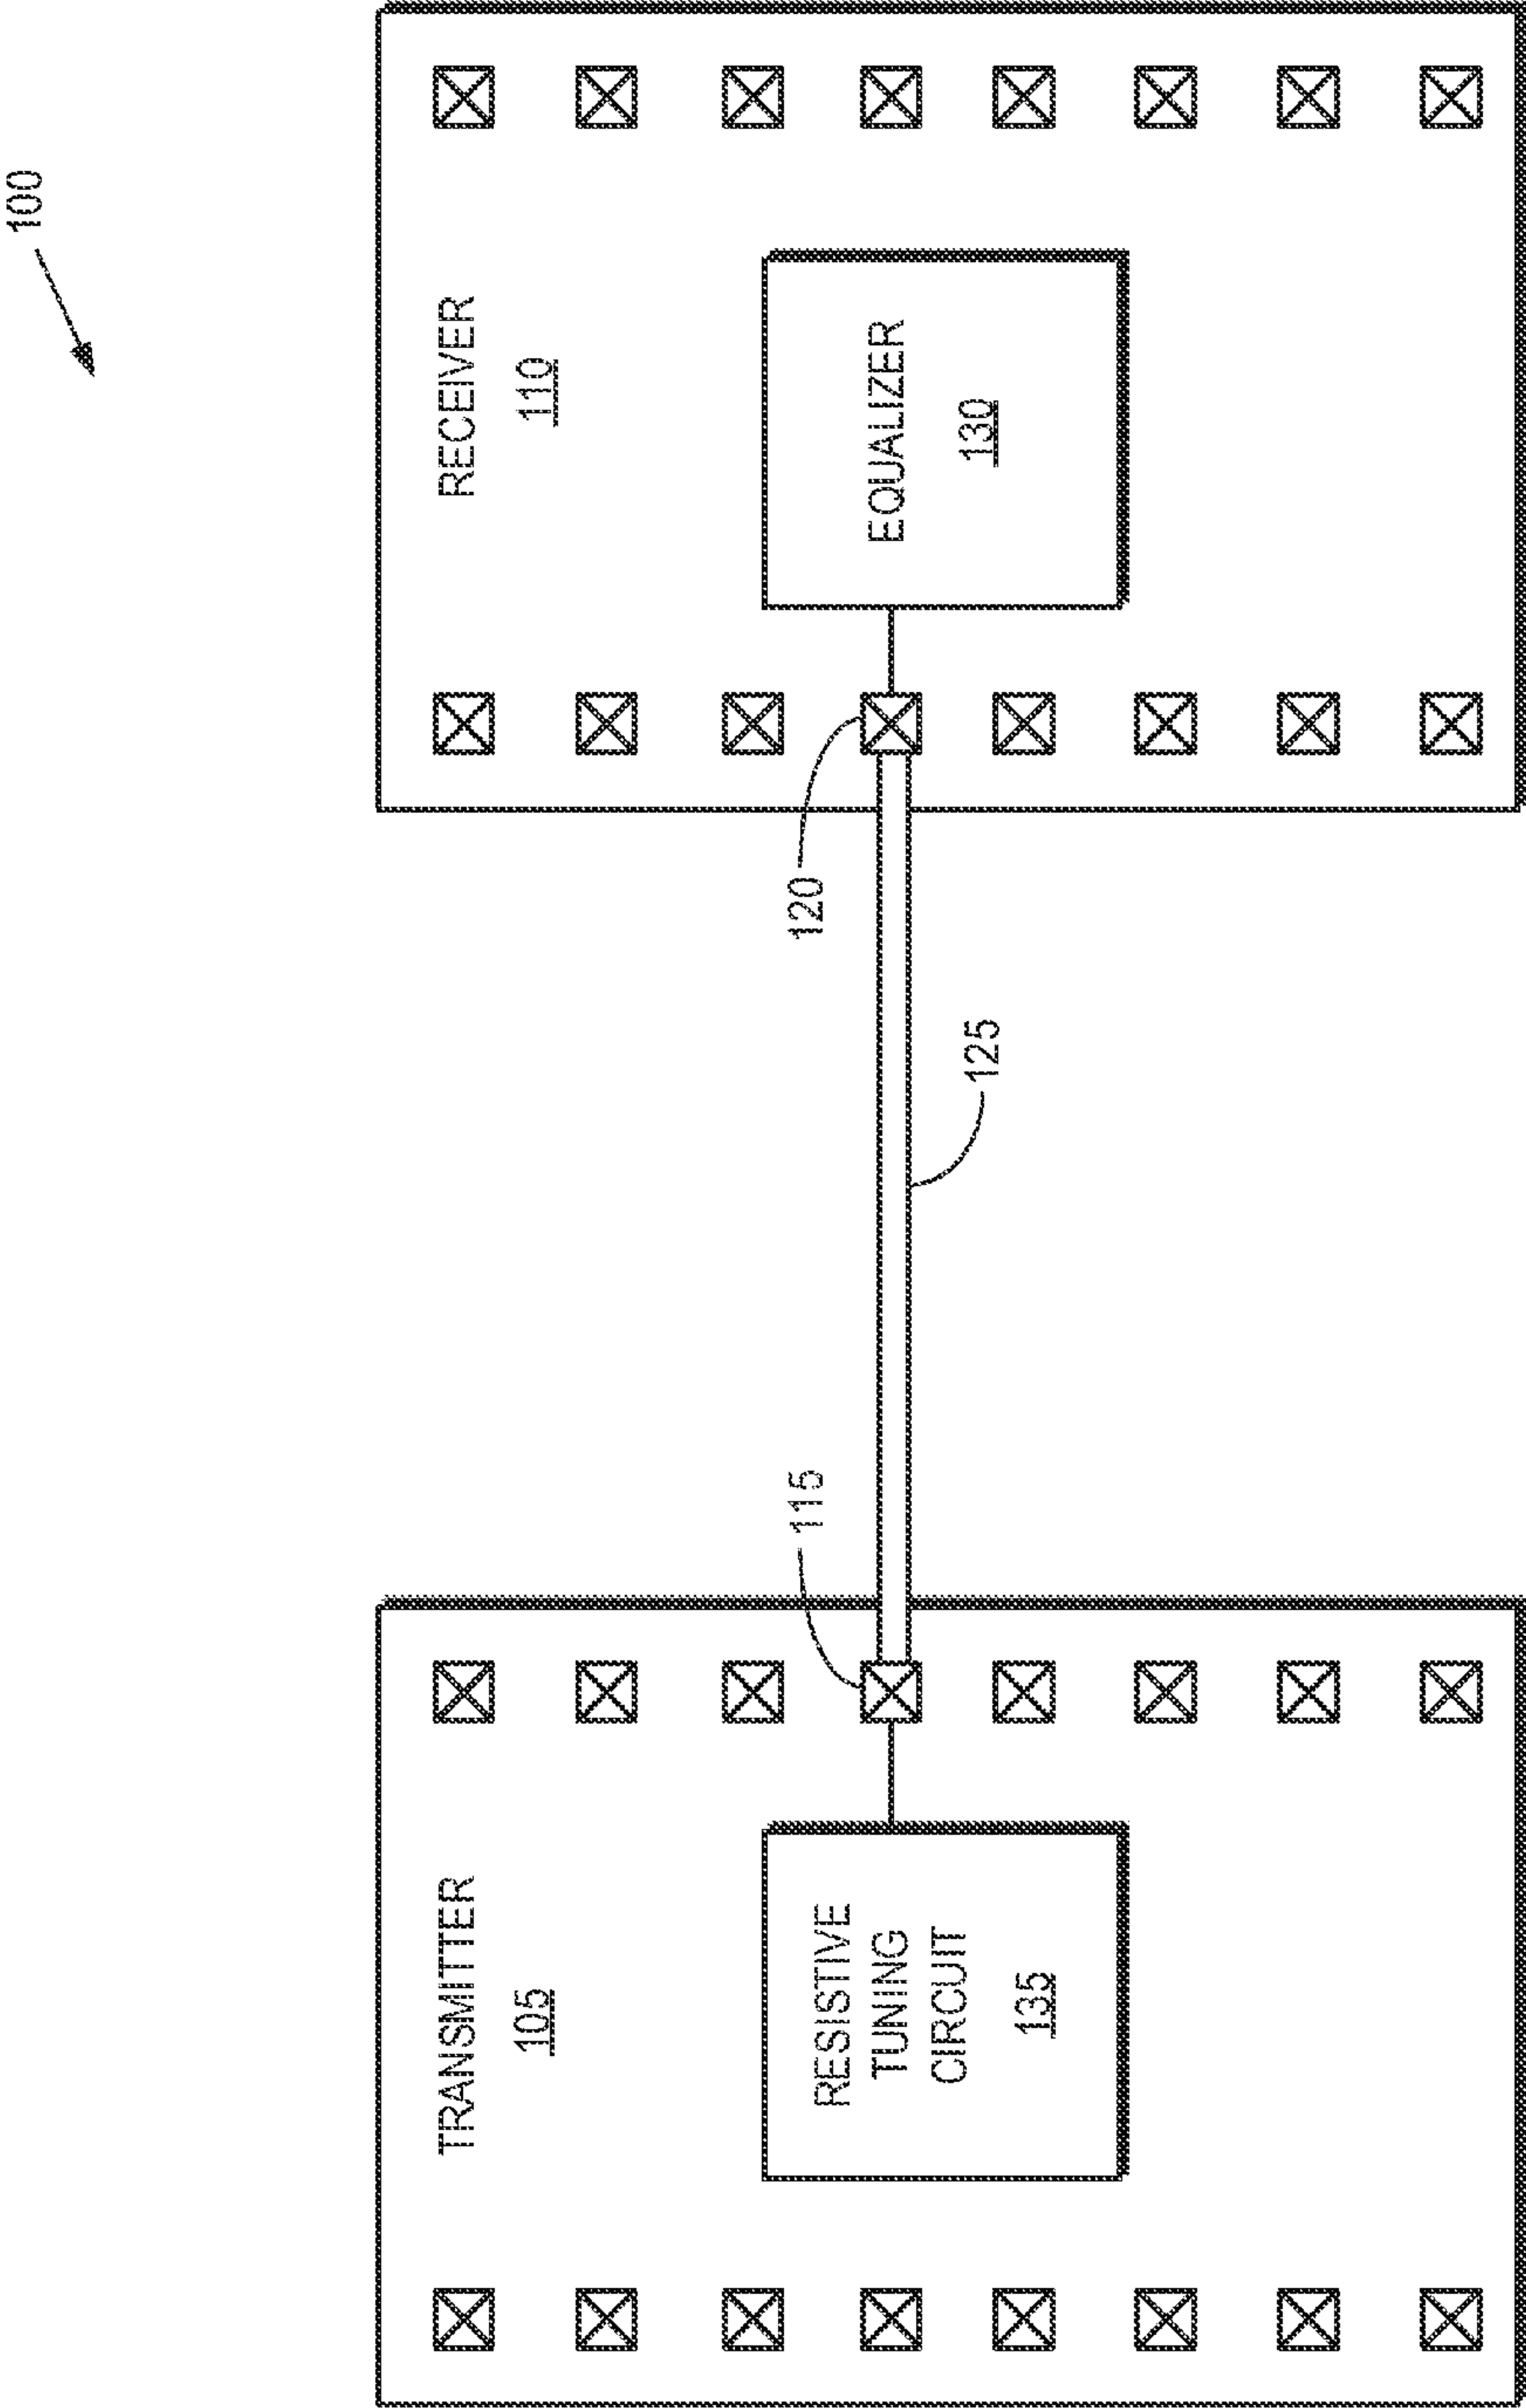 100
TRANSMITTER
105
RESISTIVE
TUNING
CIRCUIT
135
115
125
120
RECEIVER
110
EQUALIZER
130